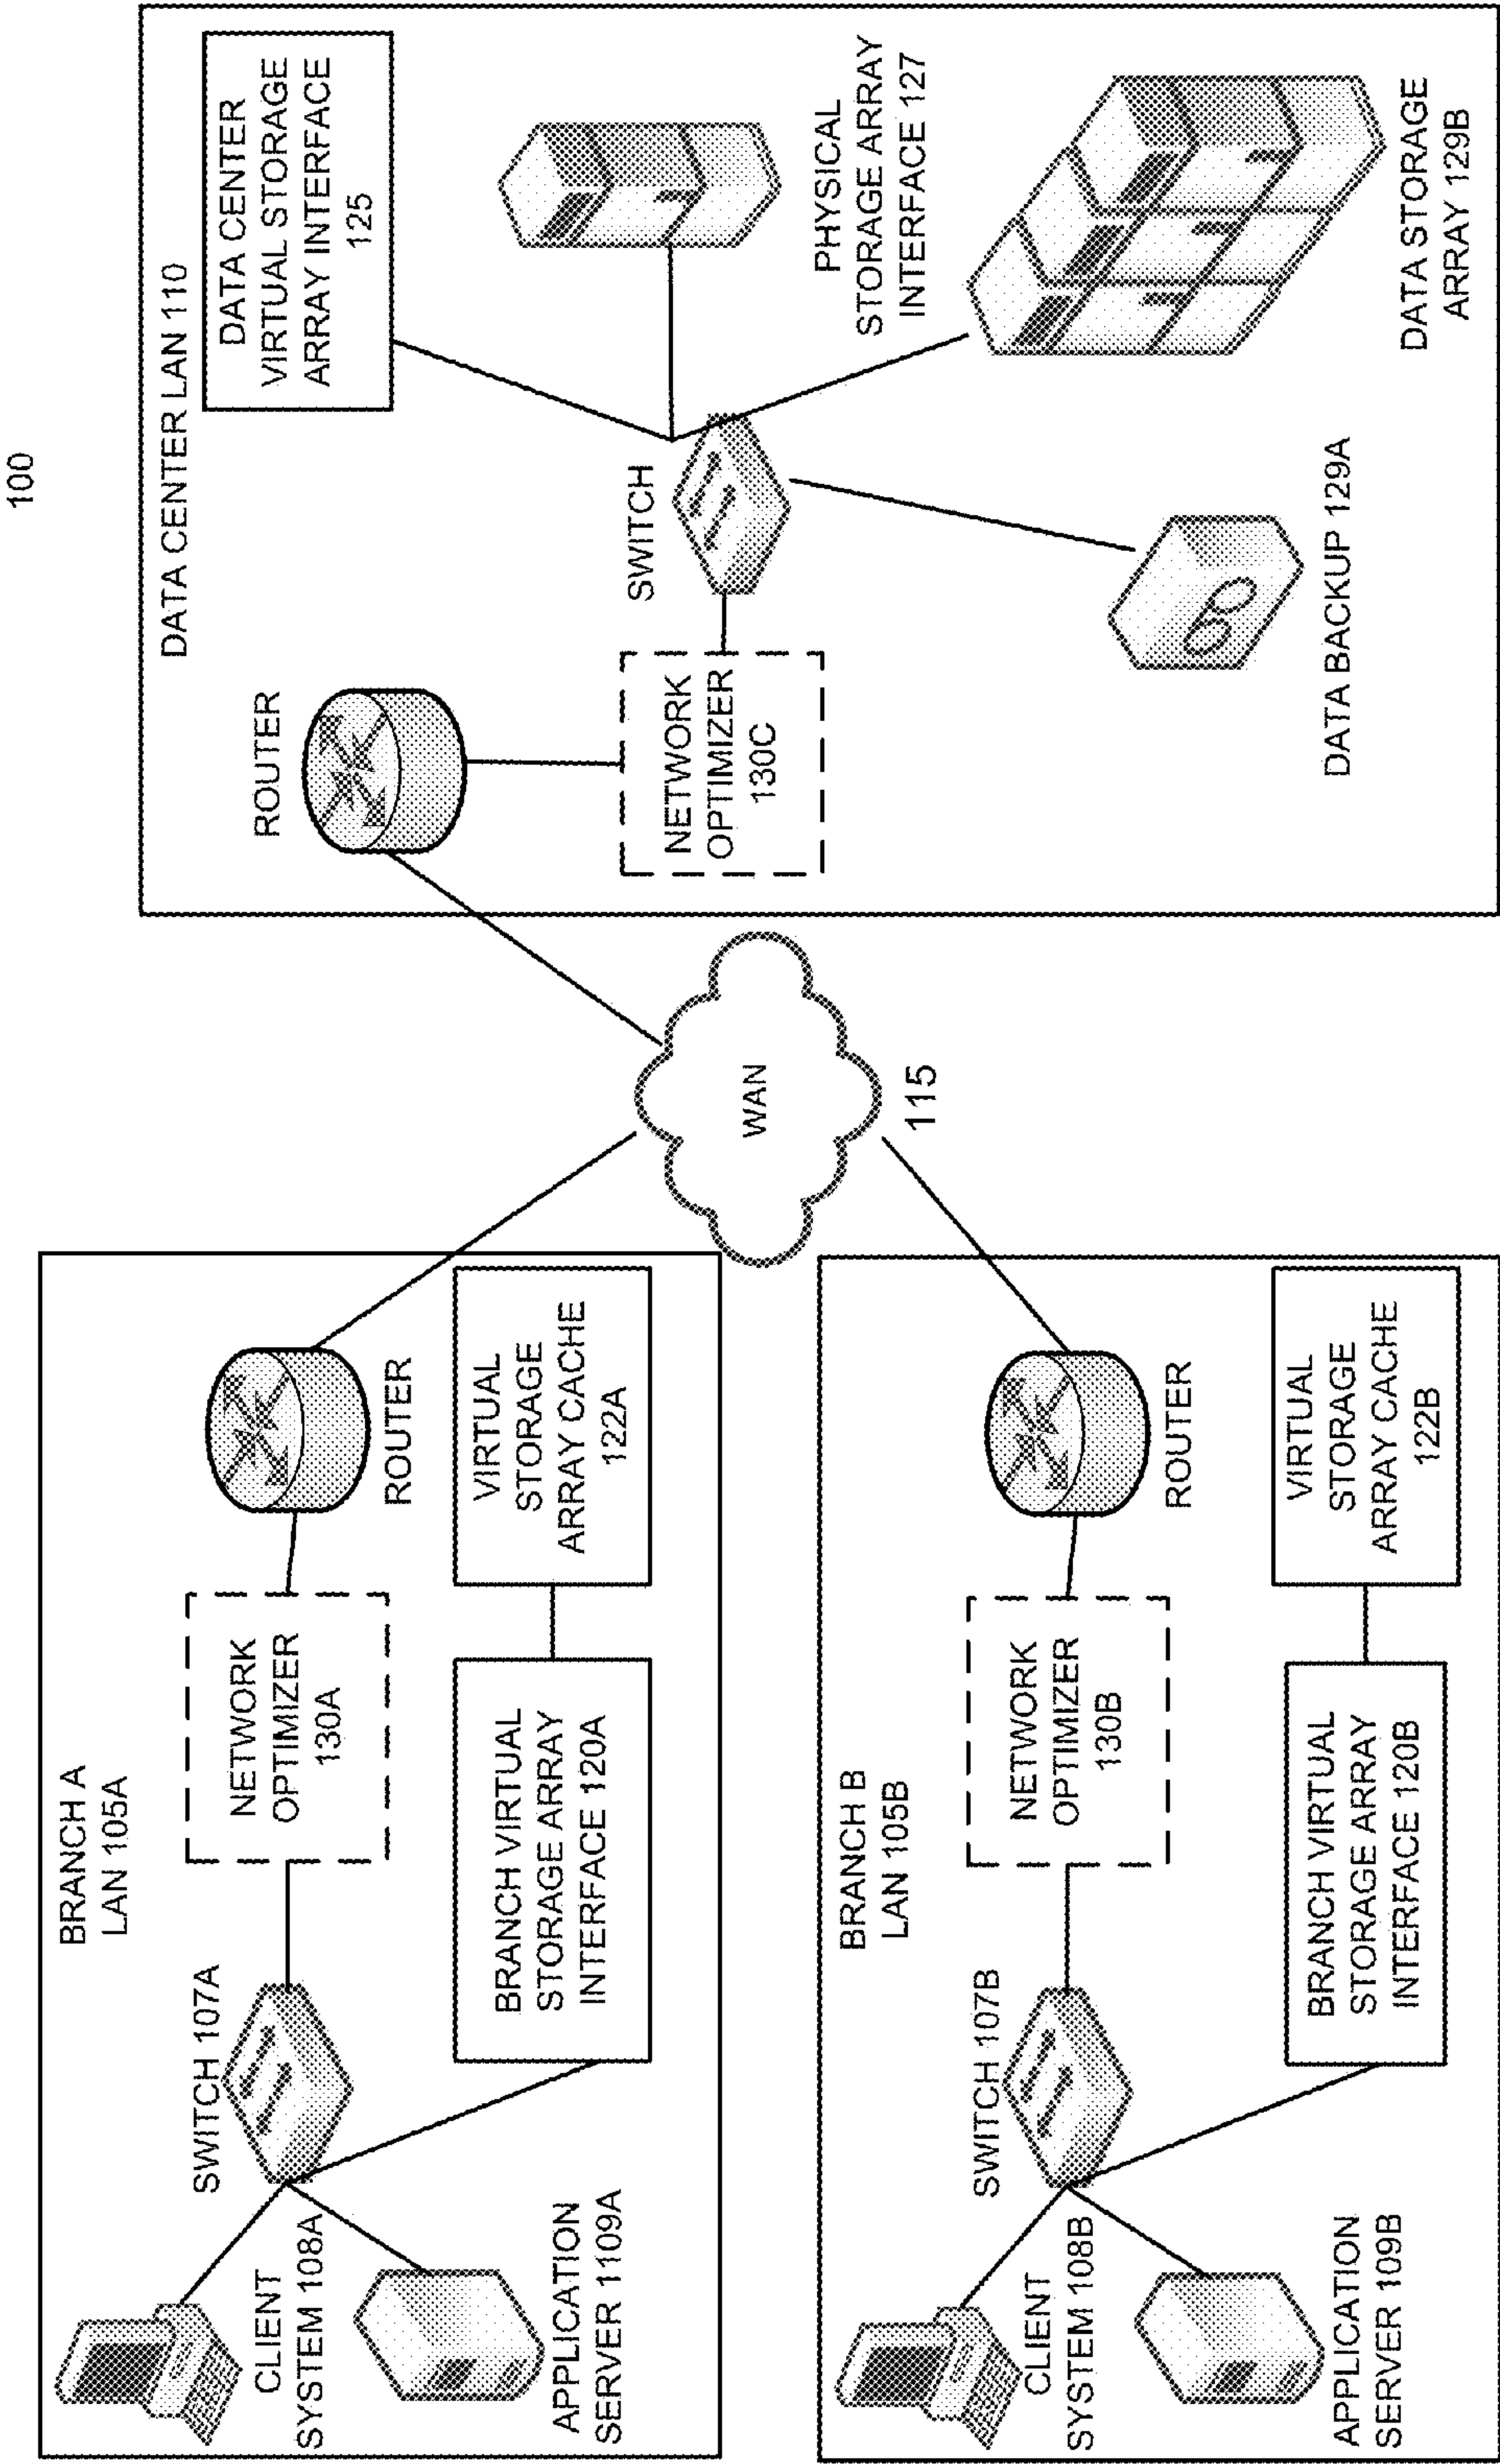 100
BRANCH A
LAN 105A
SWITCH 107A
CLIENT
SYSTEM 108A
APPLICATION
SERVER 1109A
NETWORK
OPTIMIZER
130A
ROUTER
BRANCH VIRTUAL
STORAGE ARRAY
INTERFACE 120A
VIRTUAL
STORAGE
ARRAY CACHE
122A
BRANCH B
LAN 105B
SWITCH 107B
CLIENT
SYSTEM 108B
APPLICATION
SERVER 109B
NETWORK
OPTIMIZER
130B
ROUTER
BRANCH VIRTUAL
STORAGE ARRAY
INTERFACE 120B
VIRTUAL
STORAGE
ARRAY CACHE
122B
WAN
115
DATA CENTER LAN 110
ROUTER
NETWORK
OPTIMIZER
130C
SWITCH
DATA CENTER
VIRTUAL STORAGE
ARRAY INTERFACE
125
PHYSICAL
STORAGE ARRAY
INTERFACE 127
DATA BACKUP 129A
DATA STORAGE
ARRAY 129B